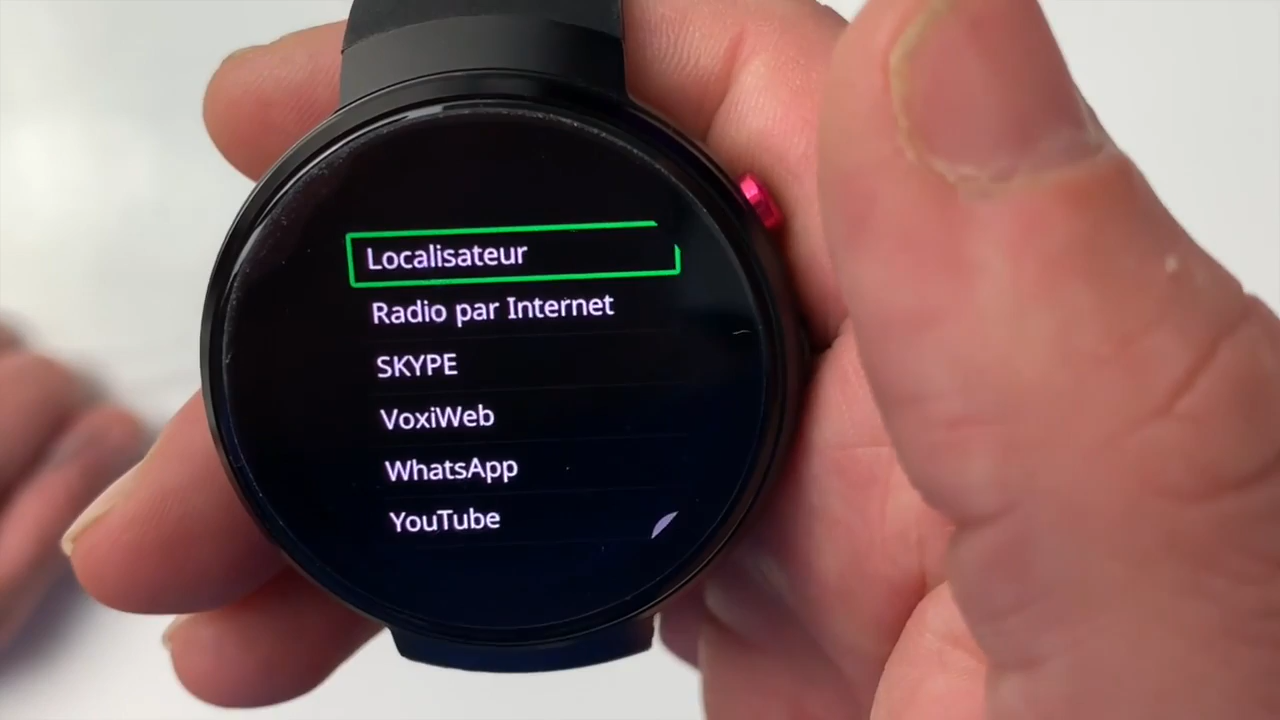 Localisateur
Radio par Internet
SKYPE
VoxiWeb
WhatsApp
YouTube